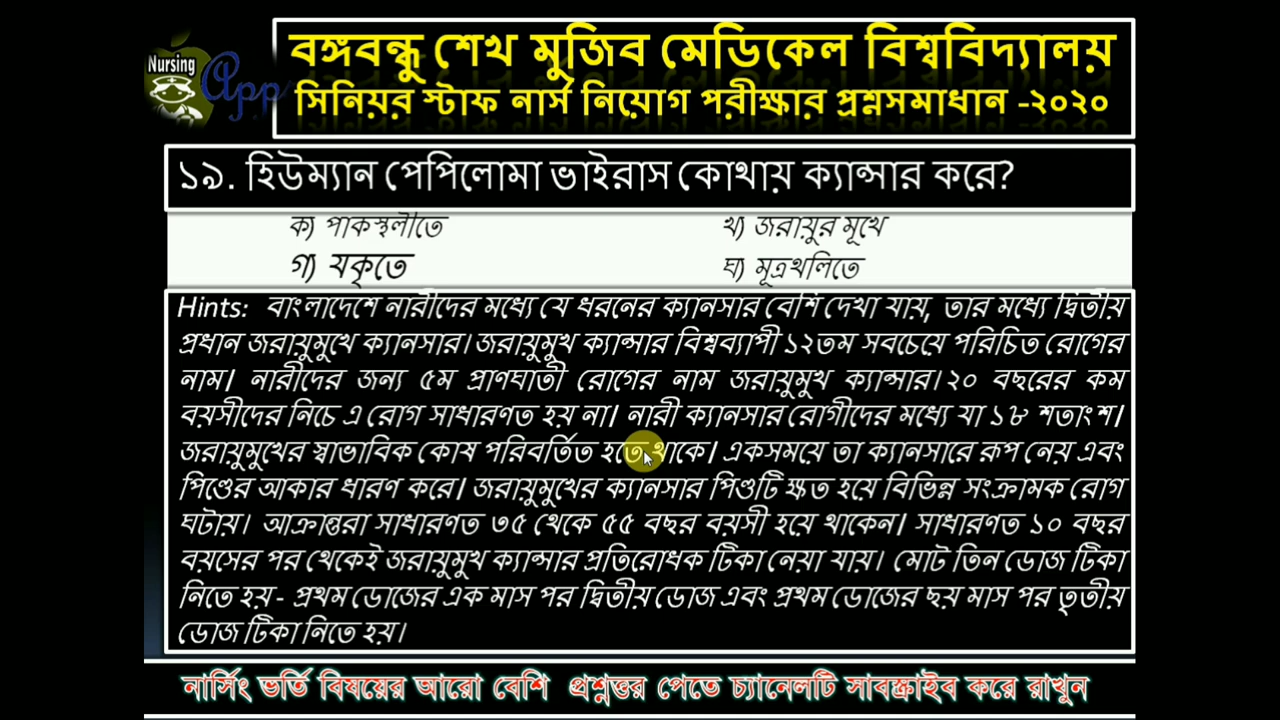 Nursing
App
বঙ্গবন্ধু শেখ মুজিব মেডিকেল বিশ্ববিদ্যালয়
সিনিয়র স্টাফ নার্স নিয়োগ পরীক্ষার প্রশ্নসমাধান -২০২০
১৯. হিউম্যান পেপিলোমা ভাইরাস কোথায় ক্যান্সার করে?
ক) পাকস্থলীতে খ) জরায়ুর মূখে
গ) যকৃতে ঘ) মূত্রথলিতে
Hints: বাংলাদেশে নারীদের মধ্যে যে ধরনের ক্যানসার বেশি দেখা যায়, তার মধ্যে দ্বিতীয়
প্রধান জরায়ুমুখে ক্যানসার। জরায়ুমুখ ক্যান্সার বিশ্বব্যাপী ১২তম সবচেয়ে পরিচিত রোগের
নাম। নারীদের জন্য ৫ম প্রাণঘাতী রোগের নাম জরায়ুমুখ ক্যান্সার। ২০ বছরের কম
বয়সীদের নিচে এ রোগ সাধারণত হয় না। নারী ক্যানসার রোগীদের মধ্যে যা ১৮ শতাংশ।
জরায়ুমুখের স্বাভাবিক কোষ পরিবর্তিত হতে থাকে। একসময়ে তা ক্যানসারে রূপ নেয় এবং
পিণ্ডের আকার ধারণ করে। জরায়ুমুখের ক্যানসার পিণ্ডটি ক্ষত হয়ে বিভিন্ন সংক্রামক রোগ
ঘটায়। আক্রান্তরা সাধারণত ৩৫ থেকে ৫৫ বছর বয়সী হয়ে থাকেন। সাধারণত ১০ বছর
বয়সের পর থেকেই জরায়ুমুখ ক্যান্সার প্রতিরোধক টিকা নেয়া যায়। মোট তিন ডোজ টিকা
নিতে হয় - প্রথম ডোজের এক মাস পর দ্বিতীয় ডোজ এবং প্রথম ডোজের ছয় মাস পর তৃতীয়
ডোজ টিকা নিতে হয়।
নার্সিং ভর্তি বিষয়ের আরো বেশি প্রশ্নত্তর পেতে চ্যানেলটি সাবস্ক্রাইব করে রাখুন